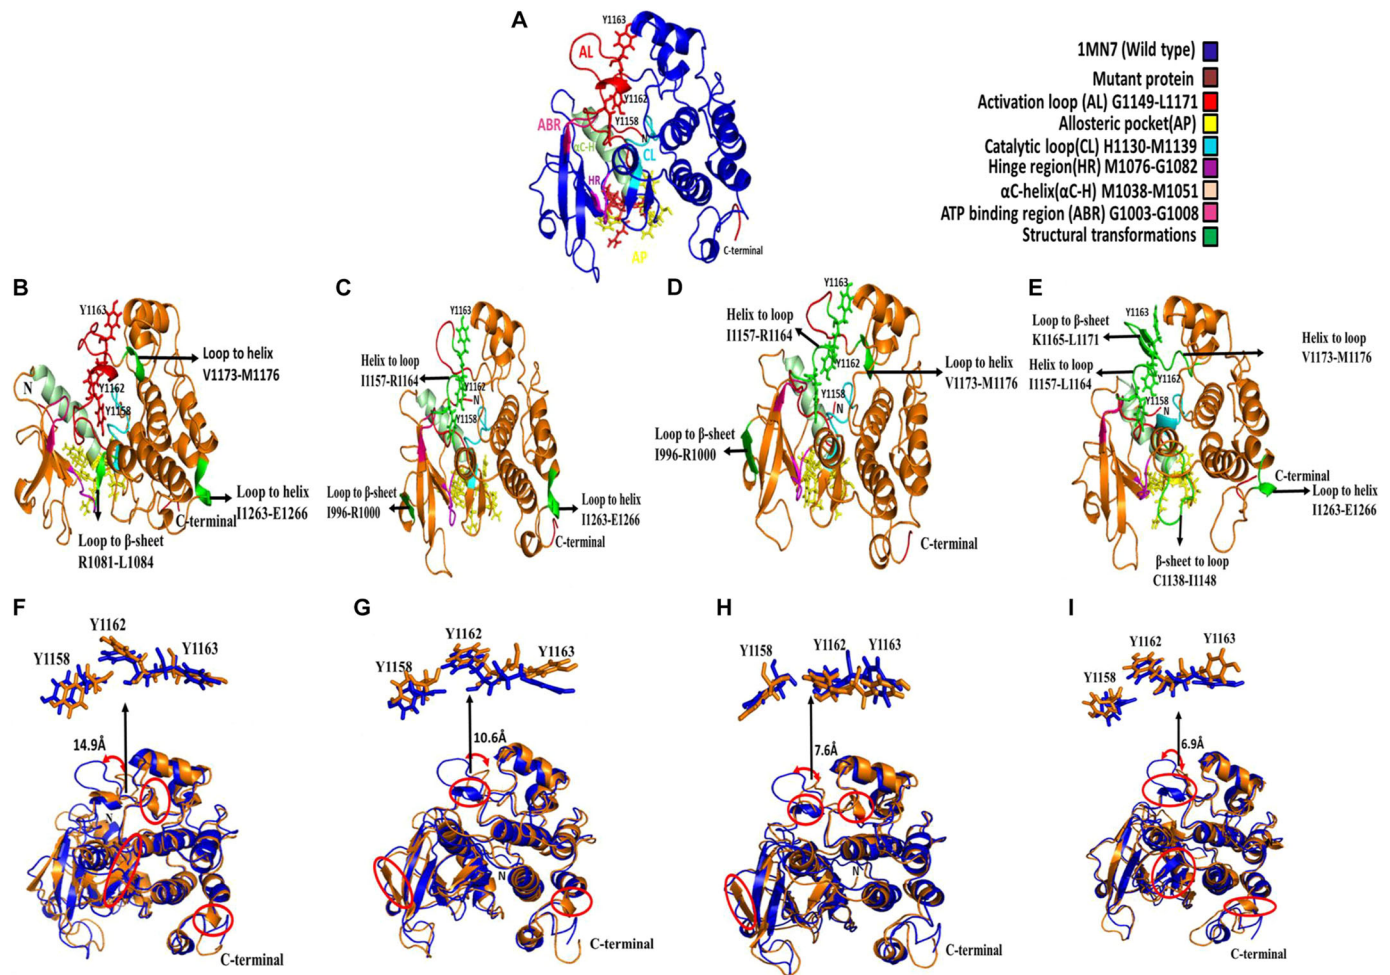 A
Y1163
AL
Y1162
Y1158
N
ABR
αC-H
CL
HR
AP
C-terminal
1MN7 (Wild type)
Mutant protein
Activation loop (AL) G1149-L1171
Allosteric pocket(AP)
Catalytic loop(CL) H1130-M1139
Hinge region(HR) M1076-G1082
αC-helix(αC-H) M1038-M1051
ATP binding region (ABR) G1003-G1008
Structural transformations
B
Y1163
Loop to helix
V1173-M1176
N
Y1162
Y1158
C-terminal
Loop to helix
I1263-E1266
Loop to β-sheet
R1081-L1084
C
Y1163
Helix to loop
I1157-R1164
Y1162
N
Y1158
Loop to β-sheet
I996-R1000
Loop to helix
I1263-E1266
C-terminal
D
Y1163
Helix to loop
I1157-R1164
Y1162
Loop to helix
V1173-M1176
Y1158
N
Loop to β-sheet
I996-R1000
C-terminal
E
Y1163
Loop to β-sheet
K1165-L1171
Helix to loop
V1173-M1176
Helix to loop
I1157-L1164
Y1162
Y1158
N
C-terminal
Loop to helix
I1263-E1266
β-sheet to loop
C1138-I1148
F
Y1162
Y1158
Y1163
14.9Å
N
C-terminal
G
Y1162
Y1158
Y1163
10.6Å
N
C-terminal
H
Y1158
Y1162
Y1163
7.6Å
N
C-terminal
I
Y1162
Y1163
Y1158
6.9Å
N
C-terminal